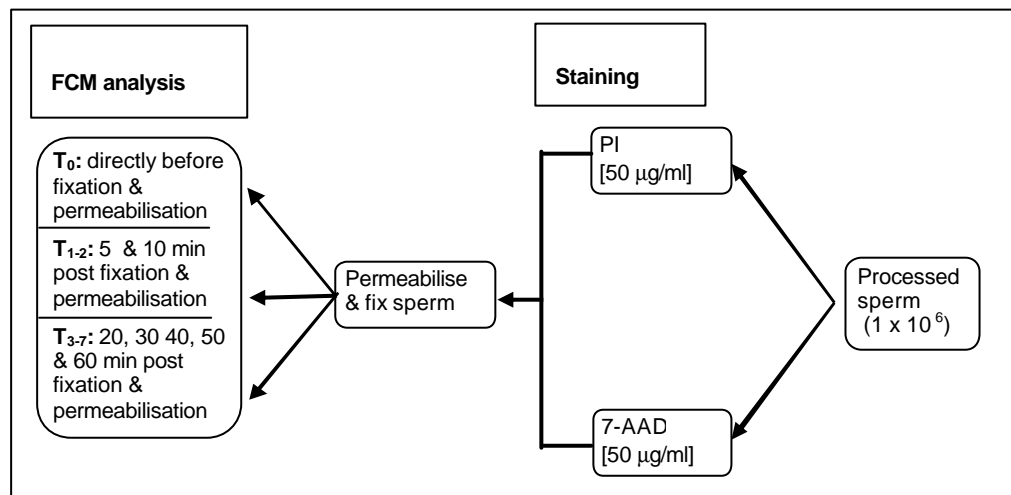 FCM analysis
Staining
T0: directly before
fixation &
permeabilisation
T1-2: 5 & 10 min
post fixation &
permeabilisation
T3-7: 20, 30 40, 50
& 60 min post
fixation &
permeabilisation
Permeabilise
& fix sperm
PI
[50 µg/ml]
7-AAD
[50 µg/ml]
Processed
sperm
(1 x 10^6)